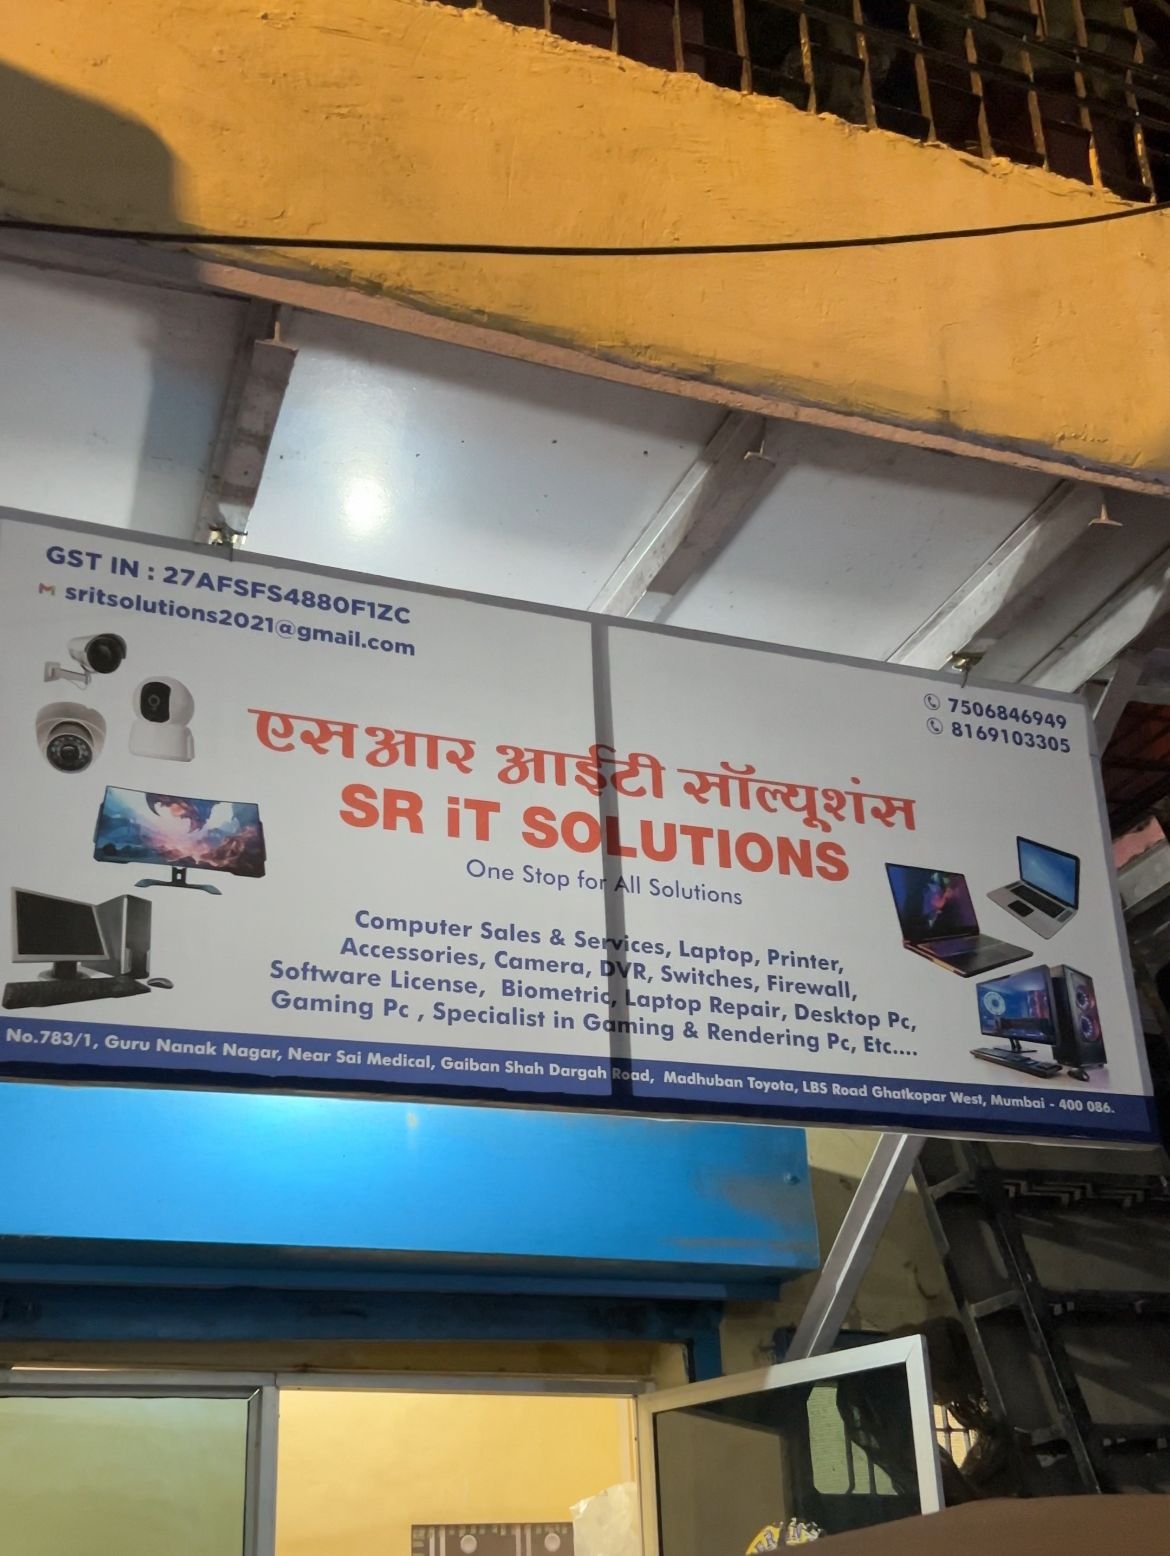 GST IN : 27AFSFS4880F1ZC
sritsolutions2021@gmail.com
7506846949
8169103305
एसआर आईटी सॉल्यूशंस
SR iT SOLUTIONS
One Stop for All Solutions
Computer Sales & Services, Laptop, Printer,
Accessories, Camera, DVR, Switches, Firewall,
Software License, Biometric, Laptop Repair, Desktop Pc,
Gaming Pc , Specialist in Gaming & Rendering Pc, Etc....
No.783/1, Guru Nanak Nagar, Near Sai Medical, Gaiban Shah Dargah Road, Madhuban Toyota, LBS Road Ghatkopar West, Mumbai - 400 086.